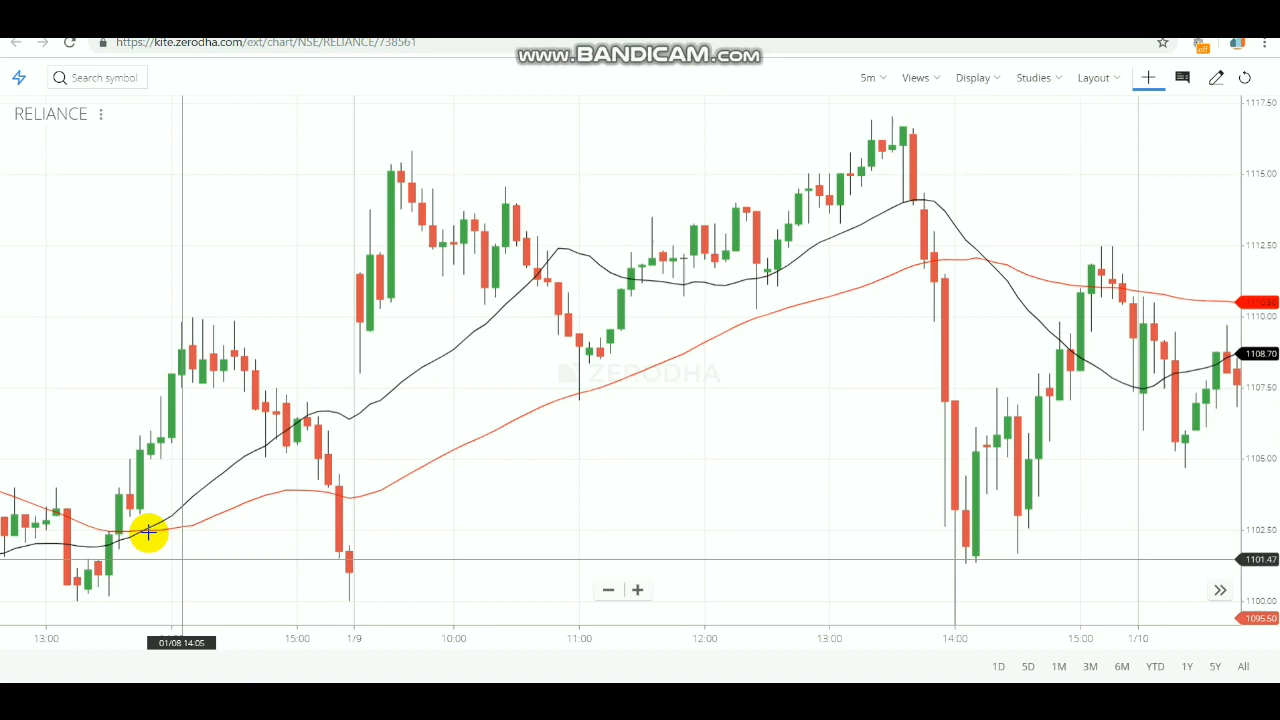 https://kite.zerodha.com/ext/chart/NSE/RELIANCE/738561
www.BANDICAM.com
off
Search symbol
5m Views Display Studies Layout
RELIANCE
1117.50
1115.00
1112.50
1110.50
1110.00
1108.70
ZERODHA
1107.50
1105.00
1102.50
1101.47
1100.00
1095.50
13:00 15:00 1/9 10:00 11:00 12:00 13:00 14:00 15:00 1/10
01/08 14:05
1D 5D 1M 3M 6M YTD 1Y 5Y All